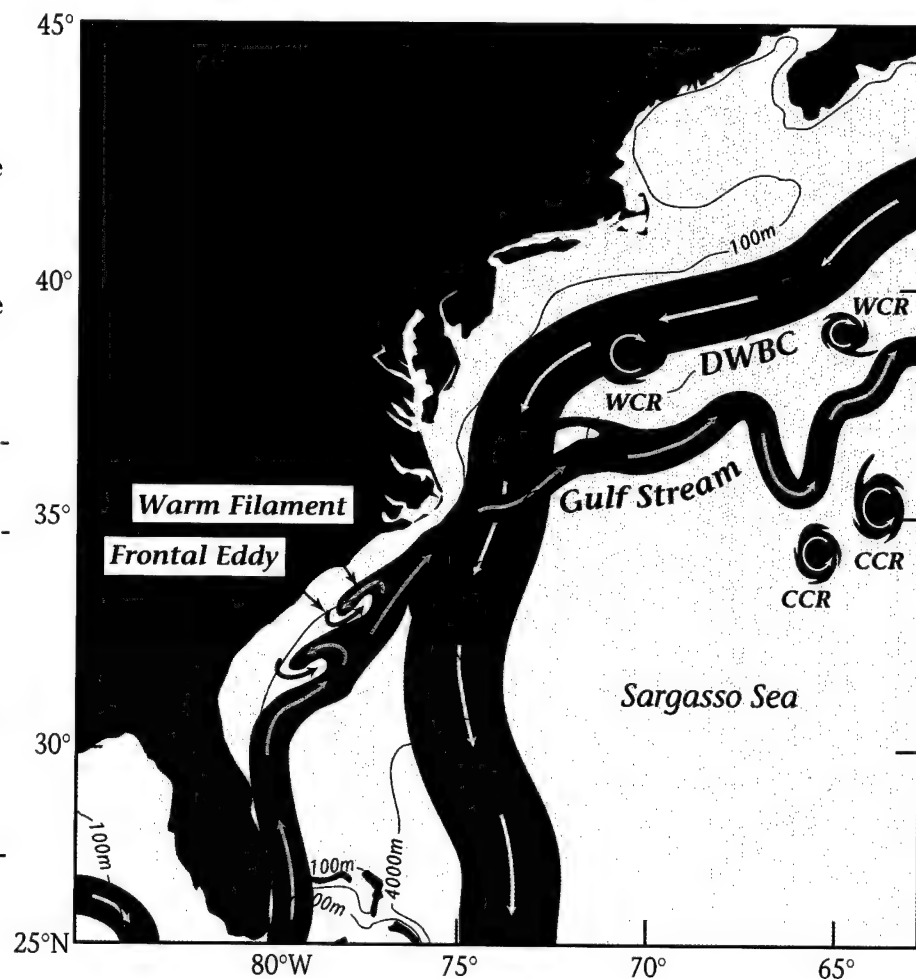 45°
e
100m
40°
e
WCR
DWBC
WCR
-
Gulf Stream
Warm Filament
35°
-
Frontal Eddy
CCR
CCR
Sargasso Sea
30°
100m
-
100m
4000m
25°N
80°W
75°
70°
65°